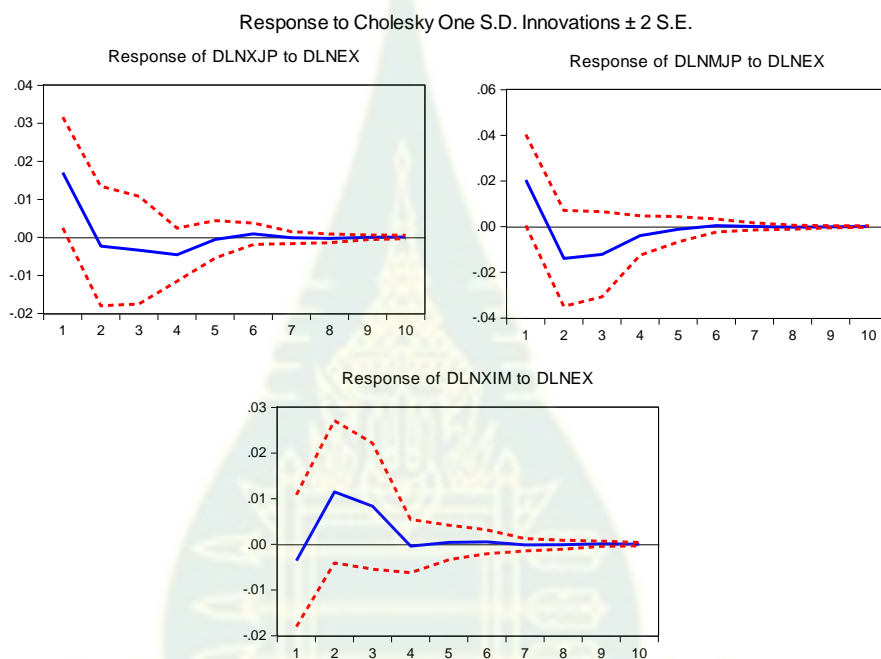 Response to Cholesky One S.D. Innovations ± 2 S.E.
Response of DLNXJP to DLNEX
.04
.03
.02
.01
.00
-.01
-.02
1 2 3 4 5 6 7 8 9 10
Response of DLNMJP to DLNEX
.06
.04
.02
.00
-.02
-.04
1 2 3 4 5 6 7 8 9 10
Response of DLNXIM to DLNEX
.03
.02
.01
.00
-.01
-.02
1 2 3 4 5 6 7 8 9 10